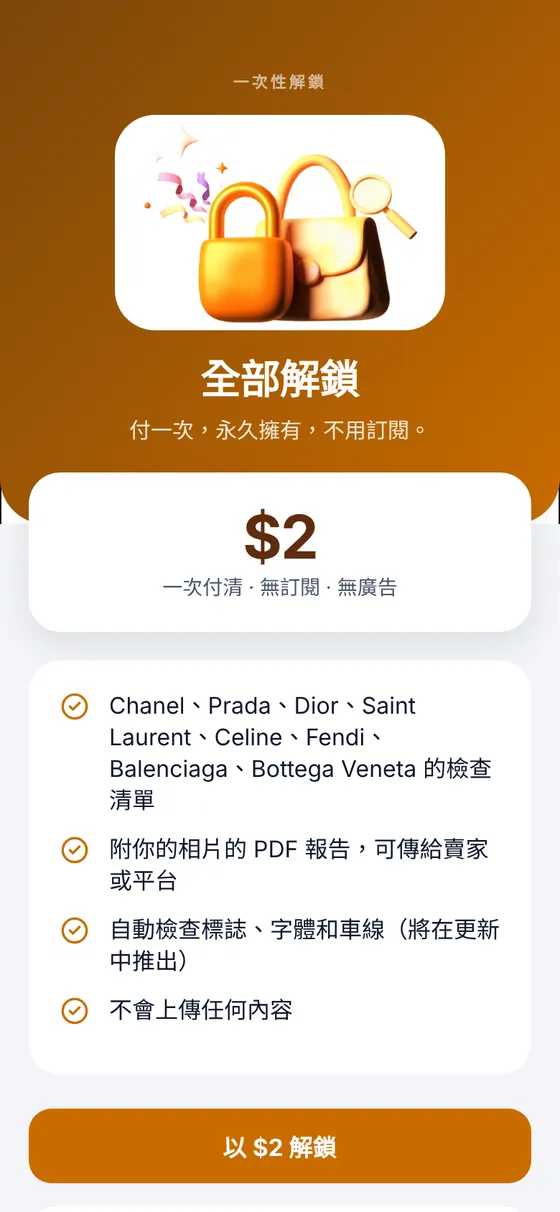 一次性解鎖
全部解鎖
付一次，永久擁有，不用訂閱。
$2
一次付清 · 無訂閱 · 無廣告
Chanel、Prada、Dior、Saint
Laurent、Celine、Fendi、
Balenciaga、Bottega Veneta 的檢查
清單
附你的相片的 PDF 報告，可傳給賣家
或平台
自動檢查標誌、字體和車線（將在更新
中推出）
不會上傳任何內容
以 $2 解鎖